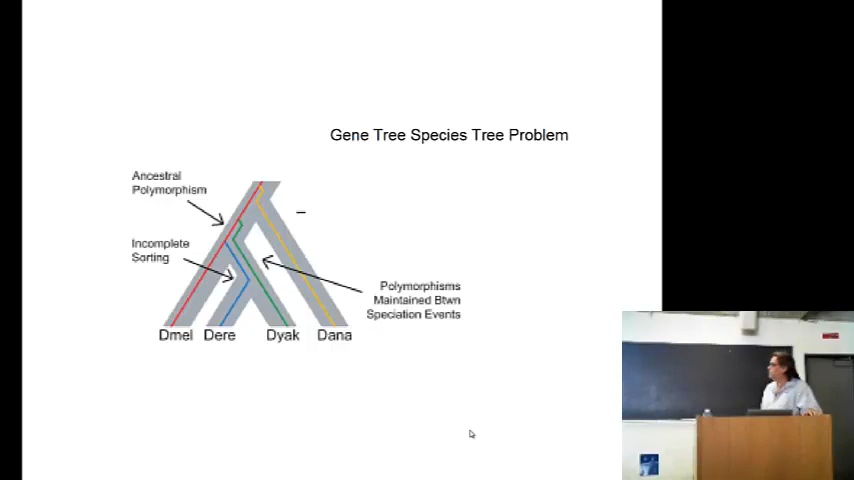 Gene Tree Species Tree Problem
Ancestral
Polymorphism
Incomplete
Sorting
Polymorphisms
Maintained Btwn
Speciation Events
Dmel Dere Dyak Dana